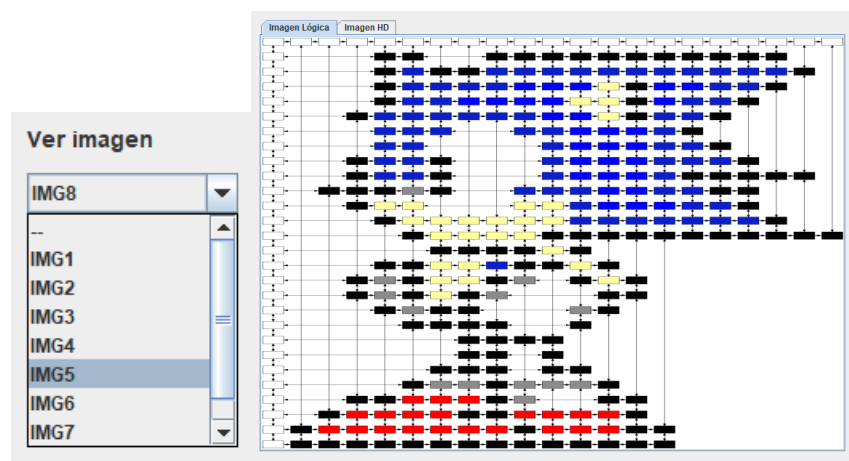 Imagen Lógica Imagen HD
Ver imagen
IMG8
--
IMG1
IMG2
IMG3
IMG4
IMG5
IMG6
IMG7